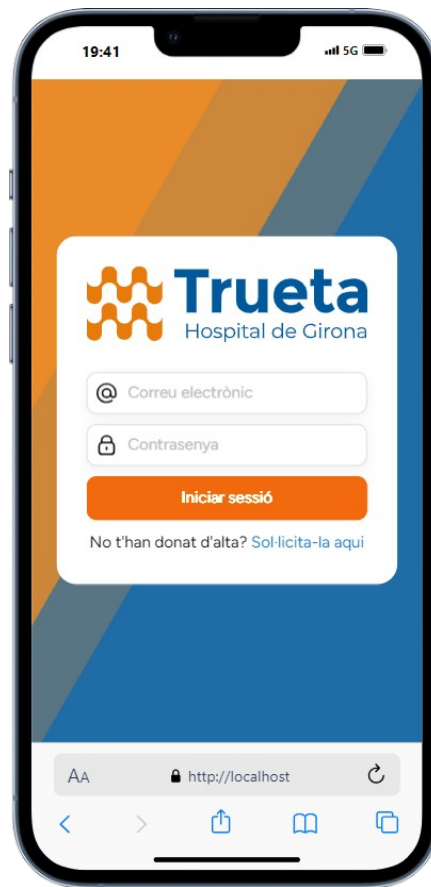 19:41 5G
Trueta
Hospital de Girona
@ Correu electrònic
Contrasenya
Iniciar sessió
No t'han donat d'alta? Sol·licita-la aqui
AA http://localhost